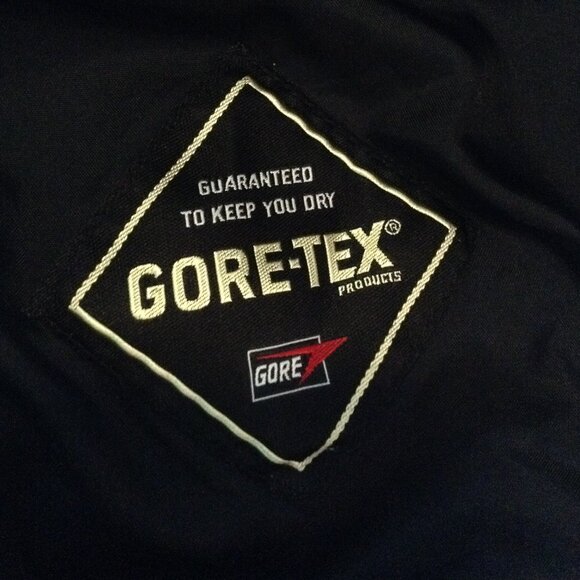 GUARANTEED
TO KEEP YOU DRY
GORE-TEX®
PRODUCTS
GORE